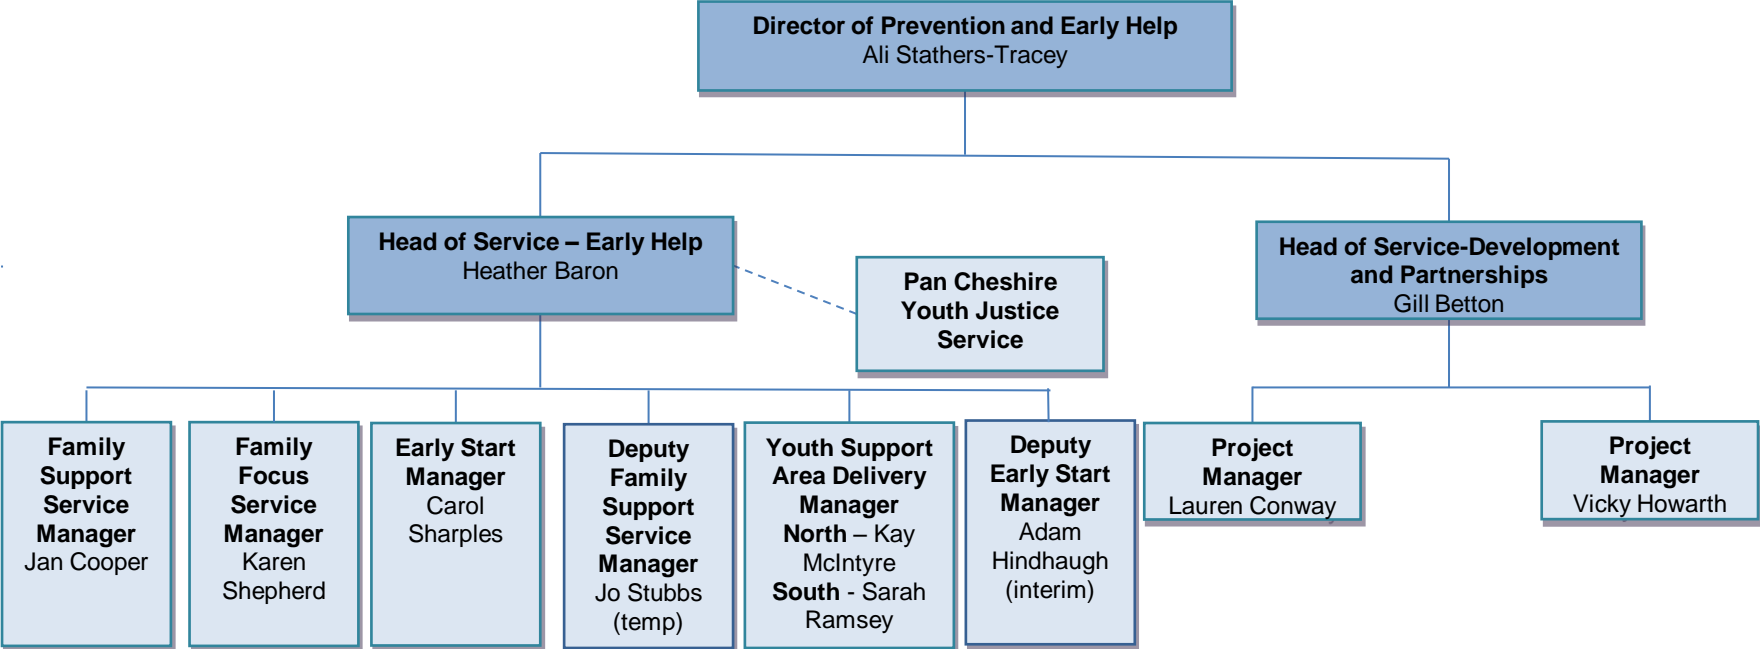 Director of Prevention and Early Help
Ali Stathers-Tracey
Head of Service – Early Help
Heather Baron
Pan Cheshire
Youth Justice
Service
Head of Service-Development
and Partnerships
Gill Betton
Family
Support
Service
Manager
Jan Cooper
Family
Focus
Service
Manager
Karen
Shepherd
Early Start
Manager
Carol
Sharples
Deputy
Family
Support
Service
Manager
Jo Stubbs
(temp)
Youth Support
Area Delivery
Manager
North – Kay
McIntyre
South - Sarah
Ramsey
Deputy
Early Start
Manager
Adam
Hindhaugh
(interim)
Project
Manager
Lauren Conway
Project
Manager
Vicky Howarth